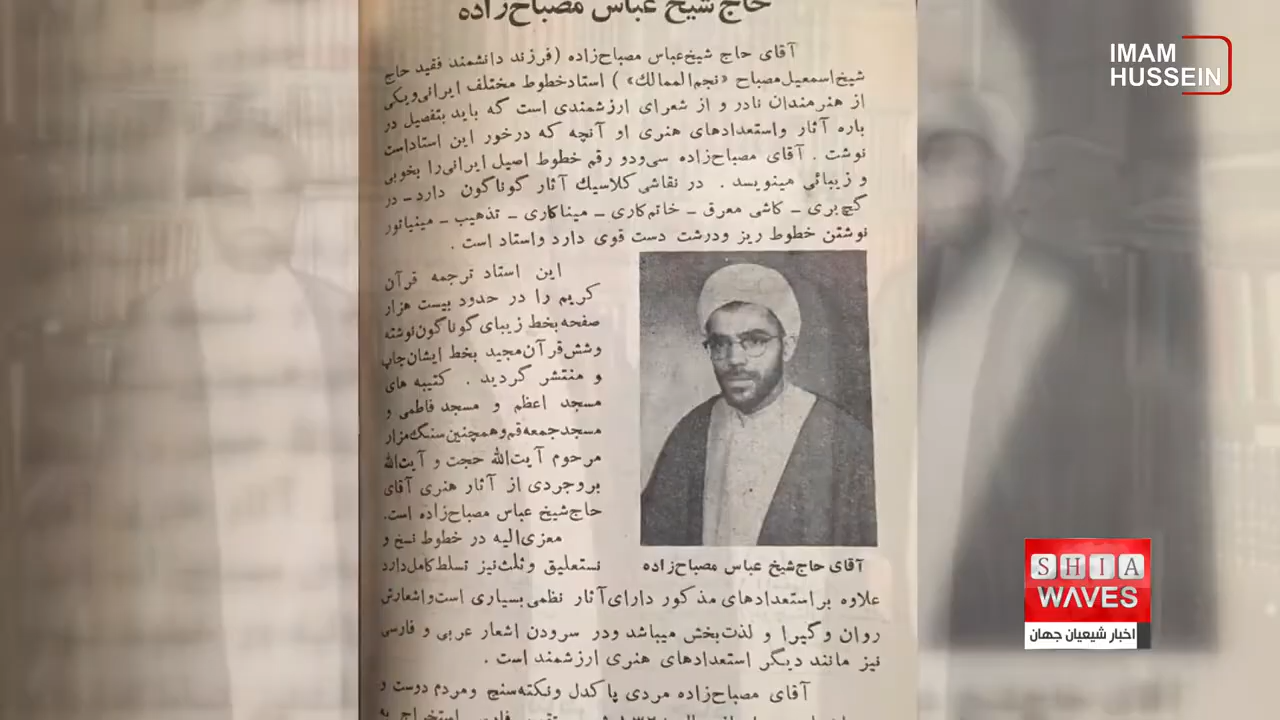 حاج شیخ عباس مصباح‌زاده
آقای حاج شیخ‌عباس مصباح‌زاده (فرزند دانشمند فقید حاج
شیخ‌اسمعیل‌مصباح «نجم‌الممالك») استاد خطوط مختلف ایرانی‌ویکی
از هنرمندان نادر و از شعرای ارزشمندی است که باید بتفصیل در
باره آثار واستعدادهای هنری او آنچه که درخور این استاداست
نوشت . آقای مصباح‌زاده سی‌ودو رقم خطوط اصیل ایرانی‌را بخوبی
و زیبائی مینویسد . در نقاشی کلاسیك آثار گوناگون دارد ـ در
گچ‌بری ـ کاشی معرق ـ خاتم‌کاری ـ میناکاری ـ تذهیب ـ مینیاتور
نوشتن خطوط ریز ودرشت دست قوی دارد واستاد است .
این استاد ترجمه قرآن
کریم را در حدود بیست هزار
صفحه بخط زیبای گوناگون‌نوشته
وشش‌قرآن‌مجید بخط ایشان‌چاپ
و منتشر گردید . کتیبه های
مسجد اعظم و مسجد فاطمی و
مسجدجمعه‌قم‌وهمچنین‌سنگ‌مزار
مرحوم آیت‌الله حجت و آیت‌الله
بروجردی از آثار هنری آقای
حاج‌شیخ عباس مصباح‌زاده است.
معزی‌الیه در خطوط نسخ و
نستعلیق وثلث‌نیز تسلط‌کامل‌دارد
آقای حاج‌شیخ عباس مصباح‌زاده
علاوه براستعدادهای مذکور دارای‌آثار نظمی‌بسیاری است‌واشعارش
روان وگیرا و لذت‌بخش میباشد ودر سرودن اشعار عربی و فارسی
نیز مانند دیگر استعدادهای هنری ارزشمند است .
آقای مصباح‌زاده مردی پاکدل ونکته‌سنج ومردم دوست و
IMAM
HUSSEIN
SHIA
WAVES
اخبار شیعیان جهان